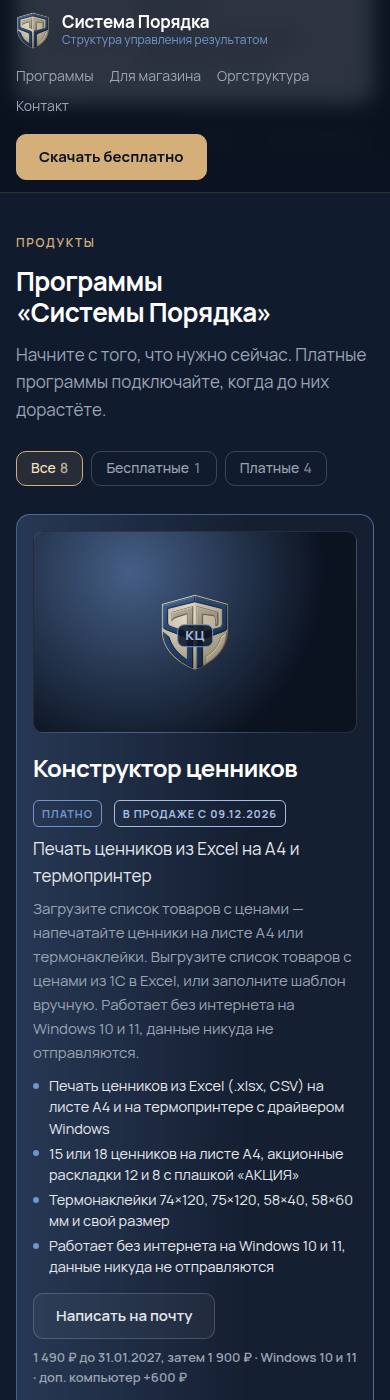 Система Порядка
Структура управления результатом
Программы Для магазина Оргструктура
Контакт
Скачать бесплатно
ПРОДУКТЫ
Программы
«Системы Порядка»
Начните с того, что нужно сейчас. Платные
программы подключайте, когда до них
дорастёте.
Все 8 Бесплатные 1 Платные 4
КЦ
Конструктор ценников
ПЛАТНО В ПРОДАЖЕ С 09.12.2026
Печать ценников из Excel на А4 и
термопринтер
Загрузите список товаров с ценами —
напечатайте ценники на листе А4 или
термонаклейки. Выгрузите список товаров с
ценами из 1С в Excel, или заполните шаблон
вручную. Работает без интернета на
Windows 10 и 11, данные никуда не
отправляются.
Печать ценников из Excel (.xlsx, CSV) на
листе А4 и на термопринтере с драйвером
Windows
15 или 18 ценников на листе А4, акционные
раскладки 12 и 8 с плашкой «АКЦИЯ»
Термонаклейки 74×120, 75×120, 58×40, 58×60
мм и свой размер
Работает без интернета на Windows 10 и 11,
данные никуда не отправляются
Написать на почту
1 490 ₽ до 31.01.2027, затем 1 900 ₽ · Windows 10 и 11
· доп. компьютер +600 ₽